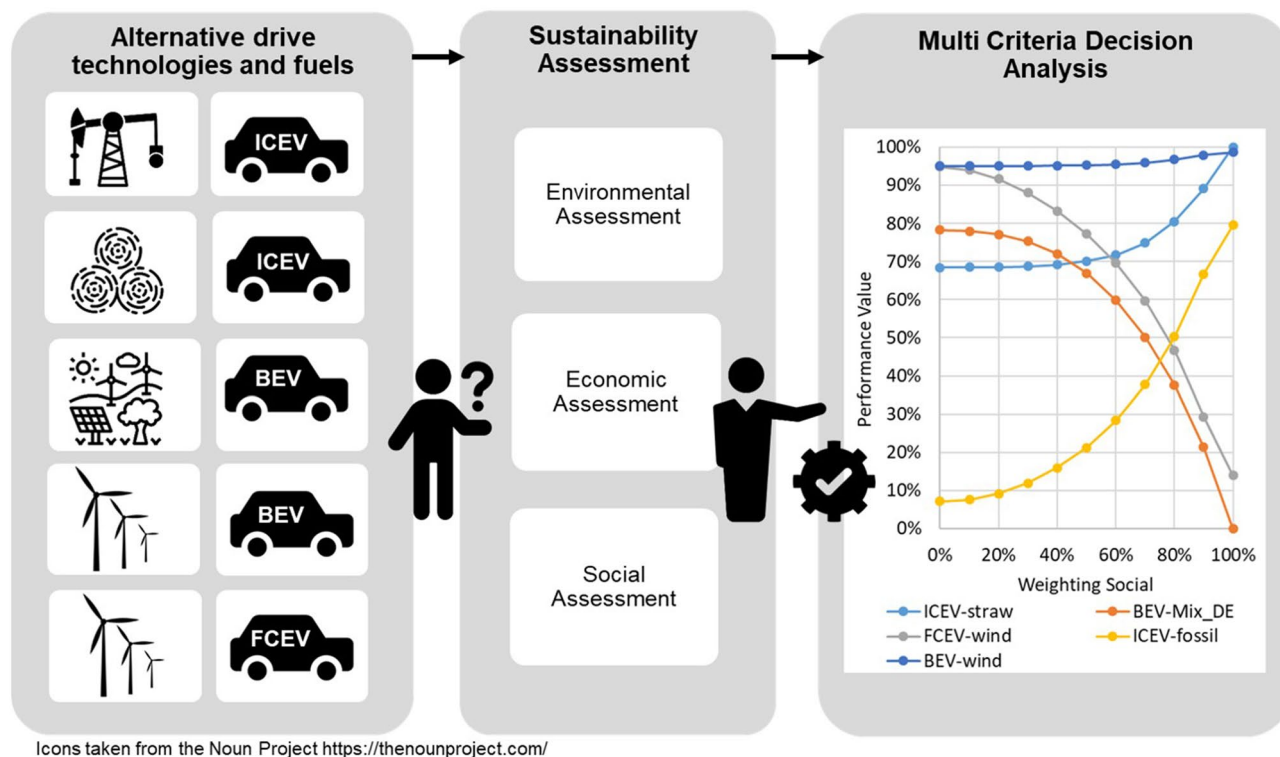 Alternative drive
technologies and fuels
ICEV
ICEV
BEV
BEV
FCEV
?
Sustainability
Assessment
Environmental
Assessment
Economic
Assessment
Social
Assessment
Multi Criteria Decision
Analysis
Performance Value
100%
90%
80%
70%
60%
50%
40%
30%
20%
10%
0%
0% 20% 40% 60% 80% 100%
Weighting Social
ICEV-straw BEV-Mix_DE
FCEV-wind ICEV-fossil
BEV-wind
Icons taken from the Noun Project https://thenounproject.com/